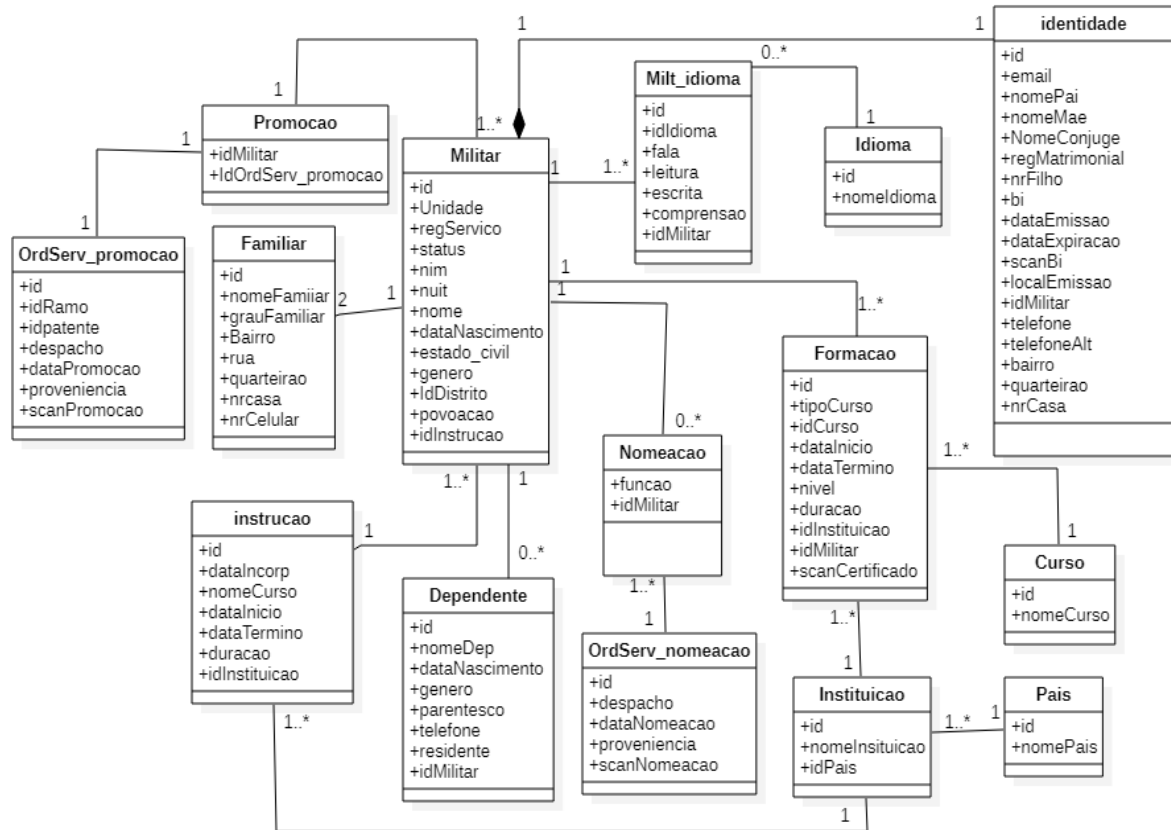 1
1
identidade
+id
+email
+nomePai
+nomeMae
+NomeConjuge
+regMatrimonial
+nrFilho
+bi
+dataEmissao
+dataExpiracao
+scanBi
+localEmissao
+idMilitar
+telefone
+telefoneAlt
+bairro
+quarteirao
+nrCasa
0..*
Milt_idioma
+id
+idIdioma
+fala
+leitura
+escrita
+comprensao
+idMilitar
1
Idioma
+id
+nomeIdioma
1
Promocao
+idMilitar
+IdOrdServ_promocao
1
1..*
Militar
+id
+Unidade
+regServico
+status
+nim
+nuit
+nome
+dataNascimento
+estado_civil
+genero
+IdDistrito
+povoacao
+idInstrucao
1
1..*
1
OrdServ_promocao
+id
+idRamo
+idpatente
+despacho
+dataPromocao
+proveniencia
+scanPromocao
Familiar
+id
+nomeFamiiar
+grauFamiliar
+Bairro
+rua
+quarteirao
+nrcasa
+nrCelular
2
1
1
1
1..*
Formacao
+id
+tipoCurso
+idCurso
+dataInicio
+dataTermino
+nivel
+duracao
+idInstituicao
+idMilitar
+scanCertificado
0..*
Nomeacao
+funcao
+idMilitar
1..*
1..*
1
1..*
1
Curso
+id
+nomeCurso
instrucao
+id
+dataIncorp
+nomeCurso
+dataInicio
+dataTermino
+duracao
+idInstituicao
1
0..*
Dependente
+id
+nomeDep
+dataNascimento
+genero
+parentesco
+telefone
+residente
+idMilitar
1
OrdServ_nomeacao
+id
+despacho
+dataNomeacao
+proveniencia
+scanNomeacao
1..*
1
Instituicao
+id
+nomeInsituicao
+idPais
1..*
1
Pais
+id
+nomePais
1..*
1